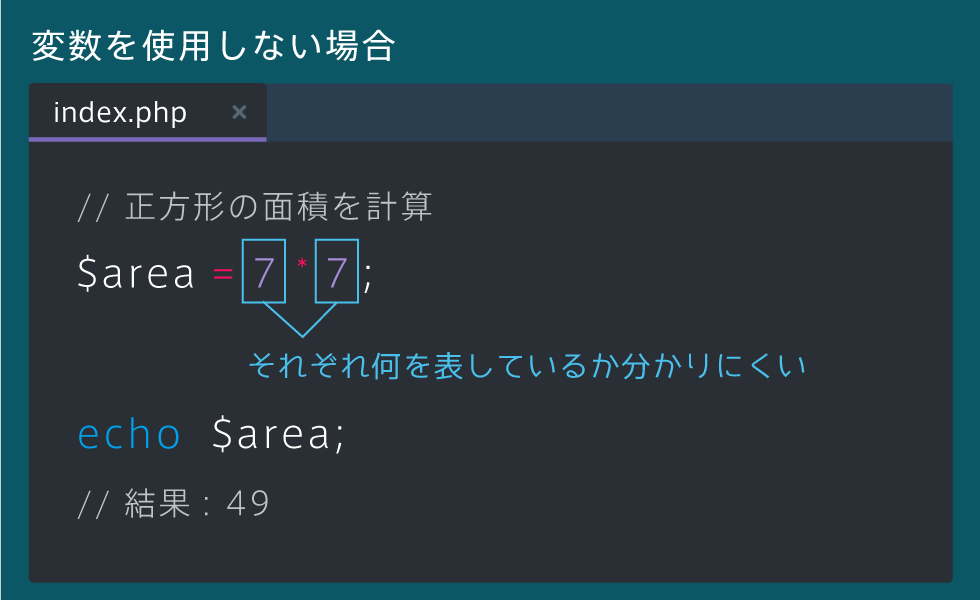 変数を使用しない場合
index.php ×
// 正方形の面積を計算
$area = 7 * 7 ;
それぞれ何を表しているか分かりにくい
echo $area;
// 結果 : 49